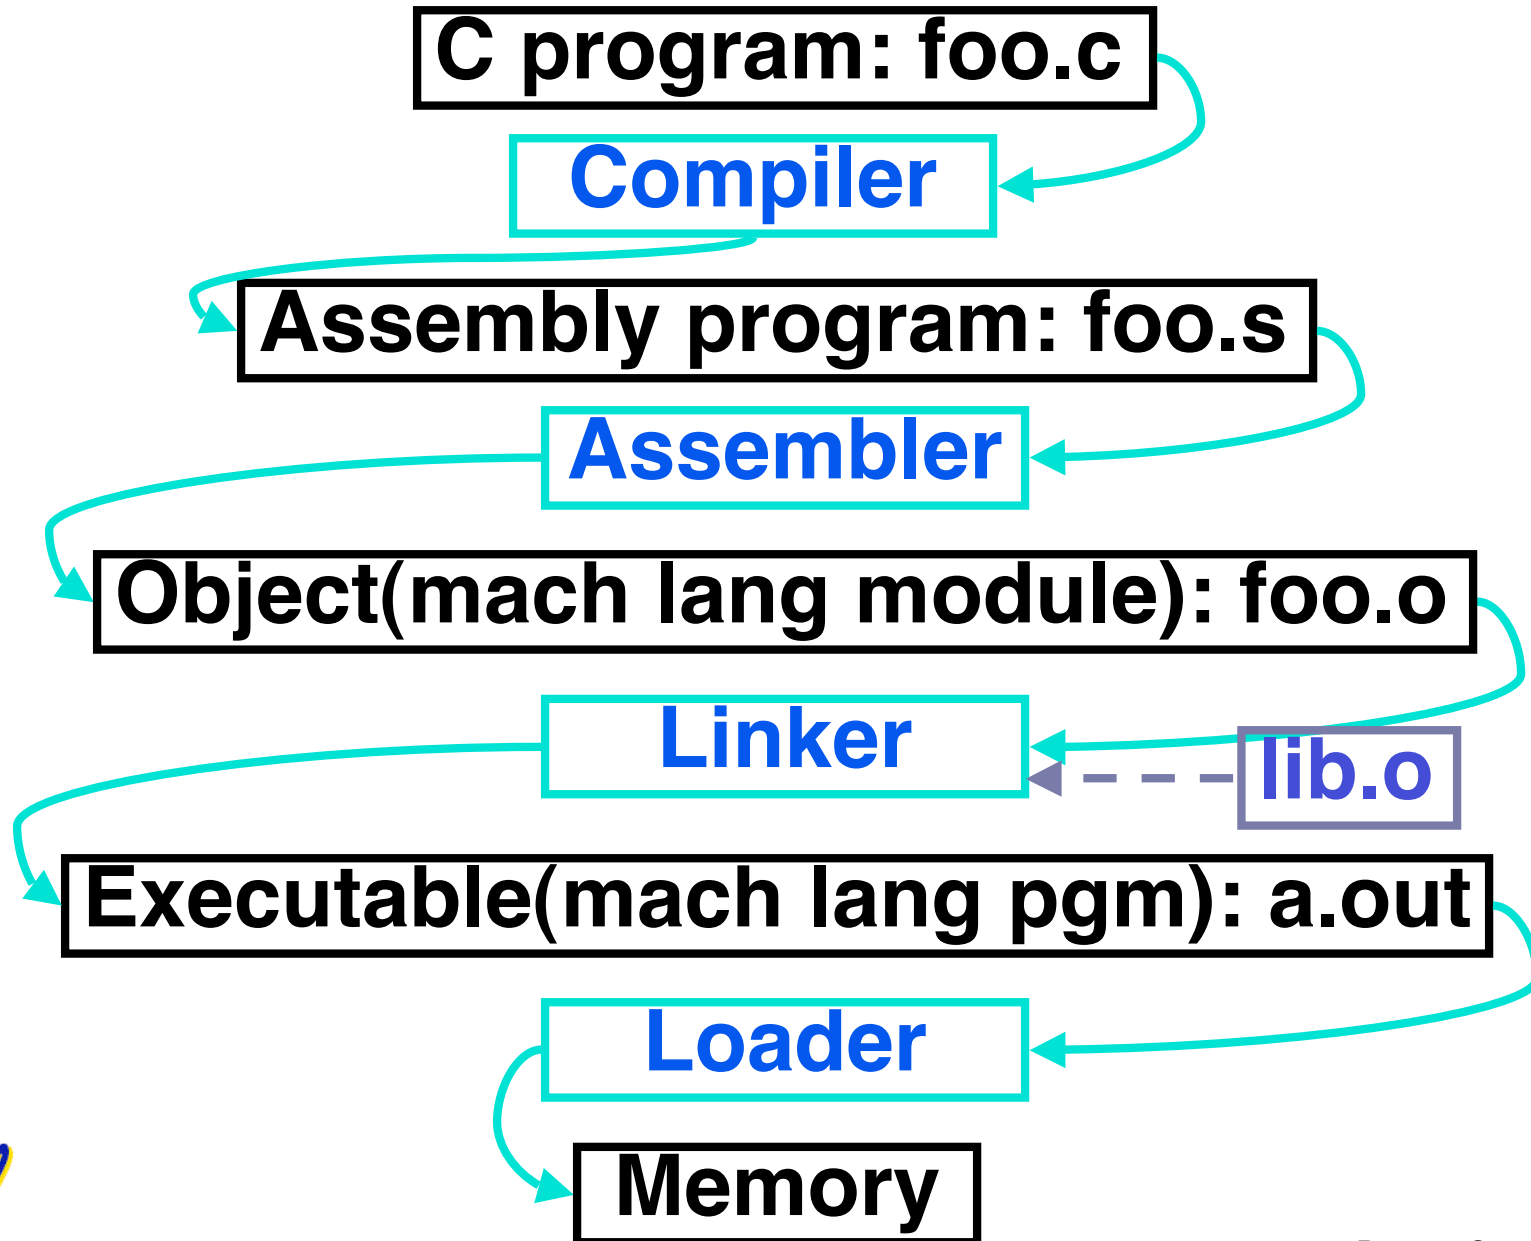 C program: foo.c
Compiler
Assembly program: foo.s
Assembler
Object(mach lang module): foo.o
Linker
lib.o
Executable(mach lang pgm): a.out
Loader
Memory